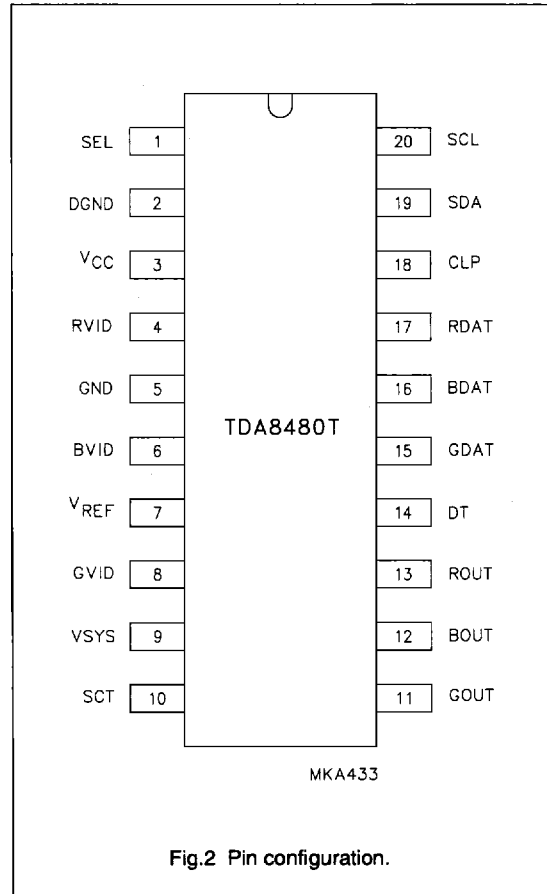 SEL 1 20 SCL
DGND 2 19 SDA
VCC 3 18 CLP
RVID 4 17 RDAT
GND 5 16 BDAT
TDA8480T
BVID 6 15 GDAT
VREF 7 14 DT
GVID 8 13 ROUT
VSYS 9 12 BOUT
SCT 10 11 GOUT
MKA433
Fig.2 Pin configuration.